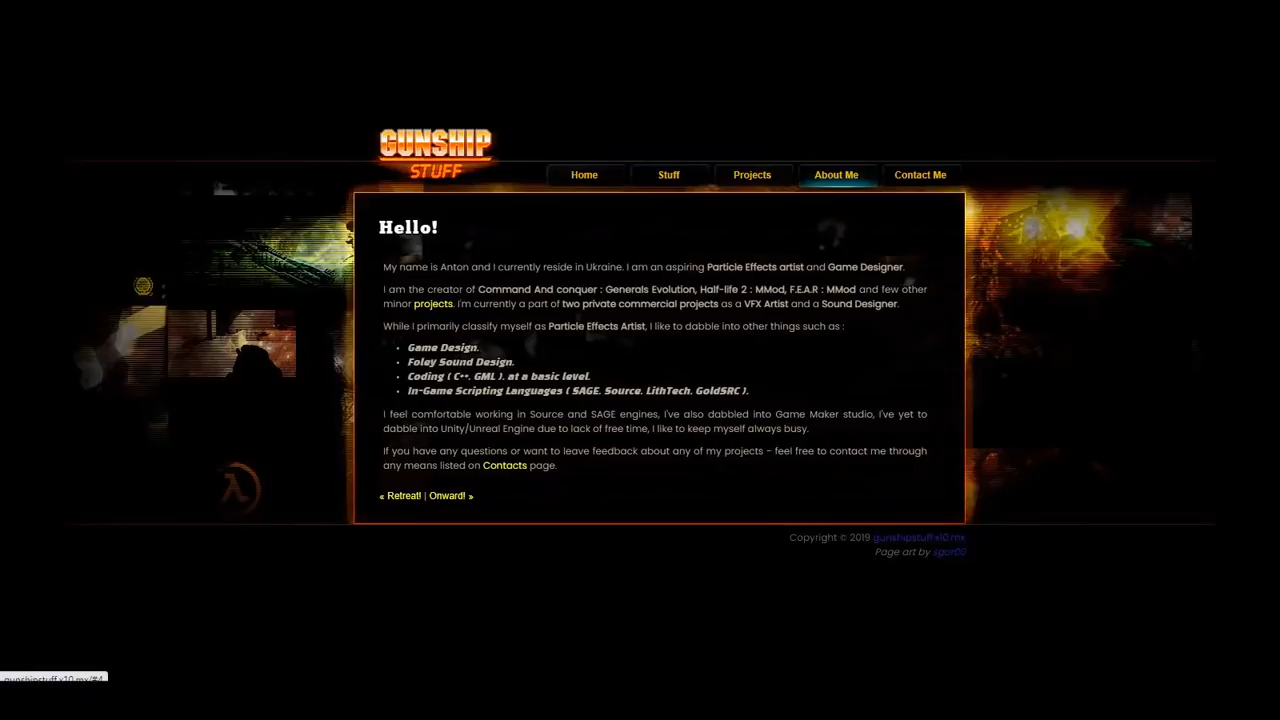 GUNSHIP
STUFF
Home Stuff Projects About Me Contact Me
Hello!
My name is Anton and I currently reside in Ukraine. I am an aspiring Particle Effects artist and Game Designer.
I am the creator of Command And conquer : Generals Evolution, Half-life 2 : MMod, F.E.A.R : MMod and few other
minor projects. I'm currently a part of two private commercial projects as a VFX Artist and a Sound Designer.
While I primarily classify myself as Particle Effects Artist, I like to dabble into other things such as :
• Game Design.
• Foley Sound Design.
• Coding ( C++, GML ), at a basic level.
• In-Game Scripting Languages ( SAGE, Source, LithTech, GoldSRC ).
I feel comfortable working in Source and SAGE engines, I've also dabbled into Game Maker studio, I've yet to
dabble into Unity/Unreal Engine due to lack of free time, I like to keep myself always busy.
If you have any questions or want to leave feedback about any of my projects - feel free to contact me through
any means listed on Contacts page.
« Retreat! | Onward! »
Copyright © 2019 gunshipstuff.x10.mx
Page art by sgor00
gunshipstuff.x10.mx/#4